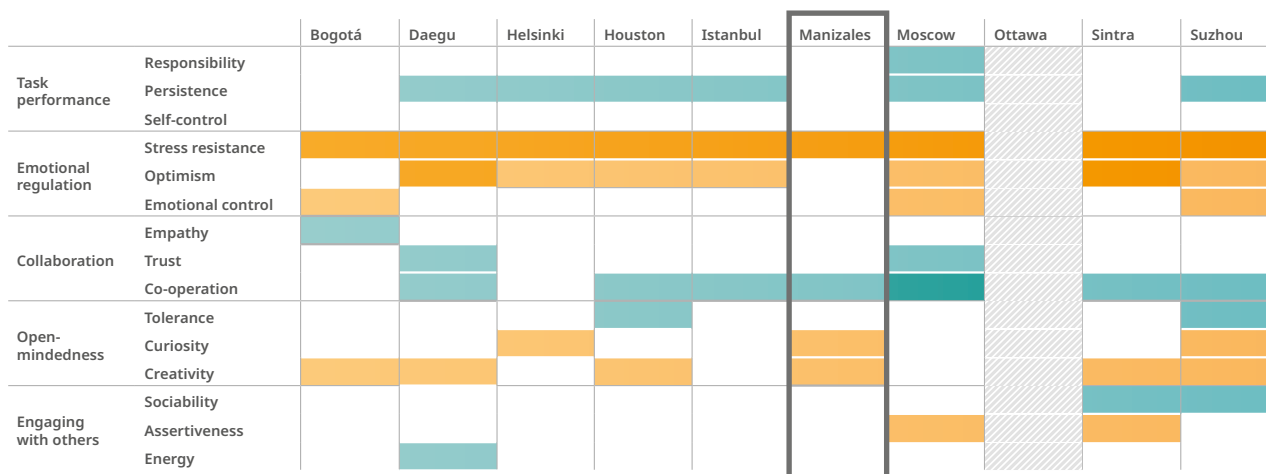 Bogotá Daegu Helsinki Houston Istanbul Manizales Moscow Ottawa Sintra Suzhou
Task
performance
Responsibility
Persistence
Self-control
Emotional
regulation
Stress resistance
Optimism
Emotional control
Collaboration
Empathy
Trust
Co-operation
Open-
mindedness
Tolerance
Curiosity
Creativity
Engaging
with others
Sociability
Assertiveness
Energy